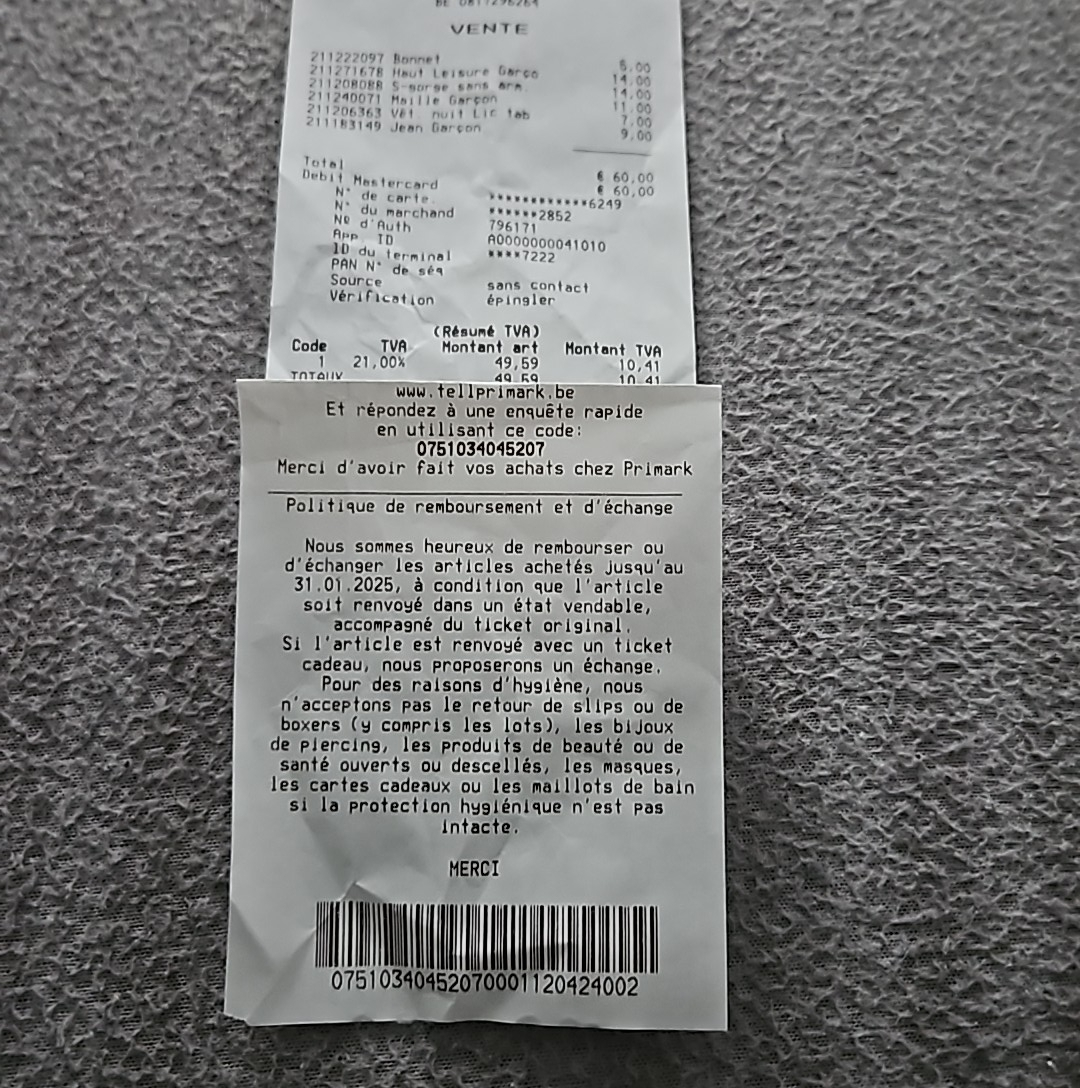 VENTE
211222097 Bonnet 5,00
211271678 Haut Leisure Garço 14,00
211208088 S-gorge sans arm. 14,00
211240071 Maille Garçon 11,00
211206363 Vêt. nuit Lic tab 7,00
211183149 Jean Garçon 9,00
Total € 60,00
Debit Mastercard € 60,00
N° de carte. ************6249
N° du marchand ******2852
NO d'Auth 796171
App. ID A0000000041010
ID du terminal ****7222
PAN N° de séq
Source sans contact
Vérification épingler
(Résumé TVA)
Code TVA Montant art Montant TVA
1 21,00% 49,59 10,41
TOTAUX 49,59 10,41
www.tellprimark.be
Et répondez à une enquête rapide
en utilisant ce code:
0751034045207
Merci d'avoir fait vos achats chez Primark
Politique de remboursement et d'échange
Nous sommes heureux de rembourser ou
d'échanger les articles achetés jusqu'au
31.01.2025, à condition que l'article
soit renvoyé dans un état vendable,
accompagné du ticket original.
Si l'article est renvoyé avec un ticket
cadeau, nous proposerons un échange.
Pour des raisons d'hygiène, nous
n'acceptons pas le retour de slips ou de
boxers (y compris les lots), les bijoux
de piercing, les produits de beauté ou de
santé ouverts ou descellés, les masques,
les cartes cadeaux ou les maillots de bain
si la protection hygiénique n'est pas
intacte.
MERCI
07510340452070001120424002